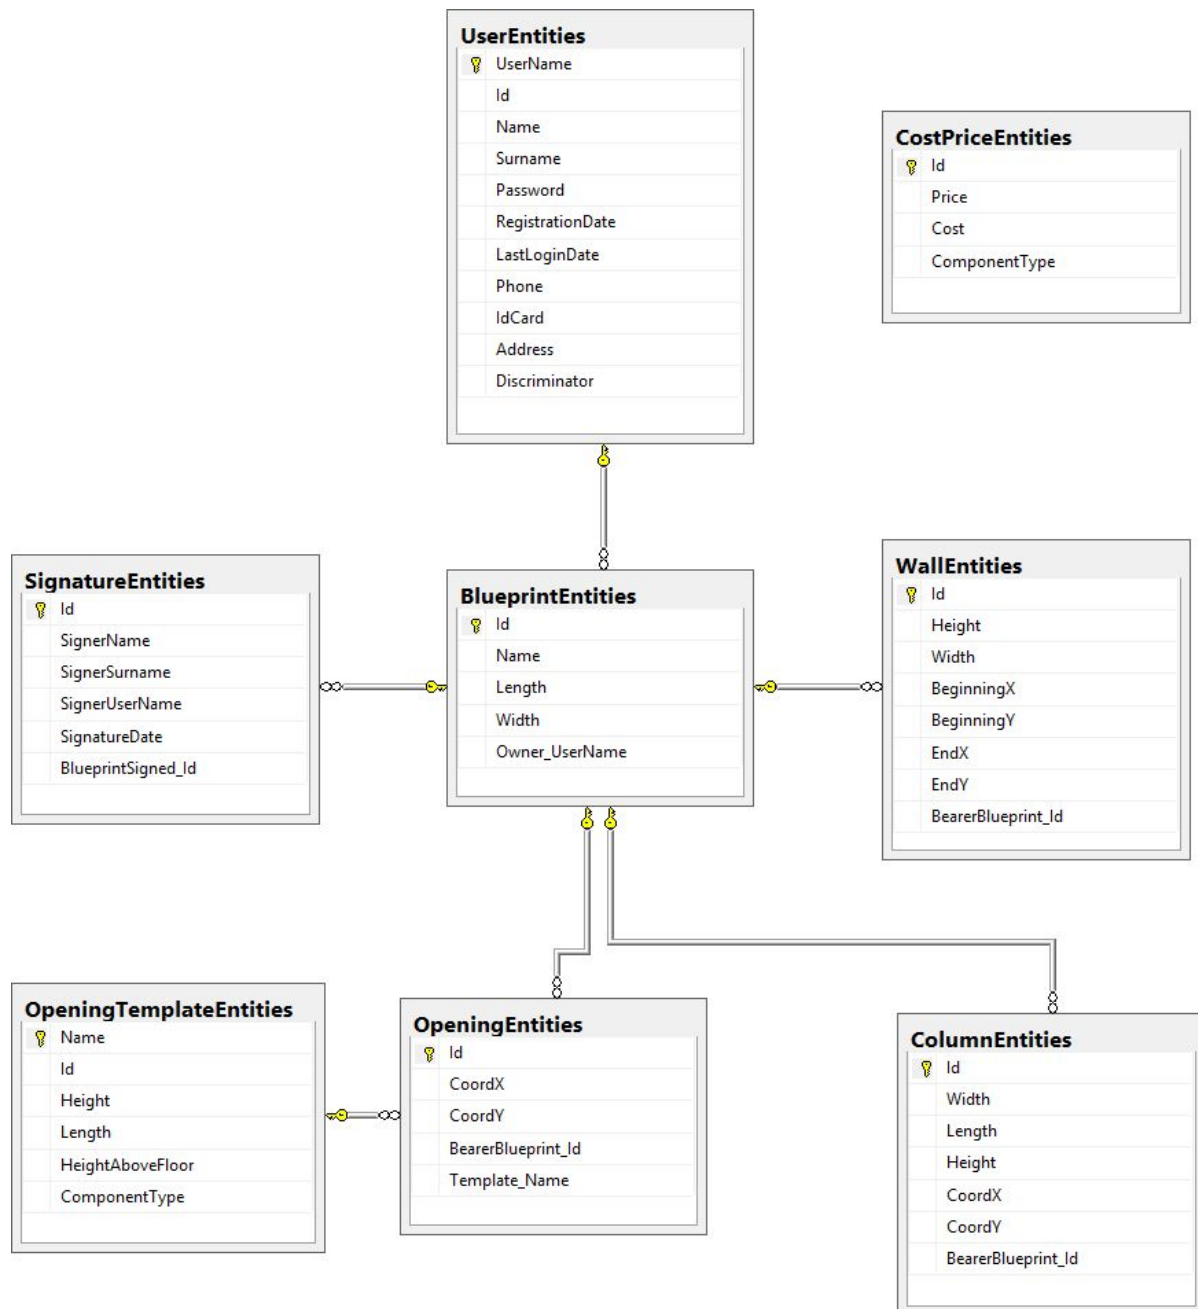 UserEntities
UserName
Id
Name
Surname
Password
RegistrationDate
LastLoginDate
Phone
IdCard
Address
Discriminator
CostPriceEntities
Id
Price
Cost
ComponentType
SignatureEntities
Id
SignerName
SignerSurname
SignerUserName
SignatureDate
BlueprintSigned_Id
BlueprintEntities
Id
Name
Length
Width
Owner_UserName
WallEntities
Id
Height
Width
BeginningX
BeginningY
EndX
EndY
BearerBlueprint_Id
OpeningTemplateEntities
Name
Id
Height
Length
HeightAboveFloor
ComponentType
OpeningEntities
Id
CoordX
CoordY
BearerBlueprint_Id
Template_Name
ColumnEntities
Id
Width
Length
Height
CoordX
CoordY
BearerBlueprint_Id